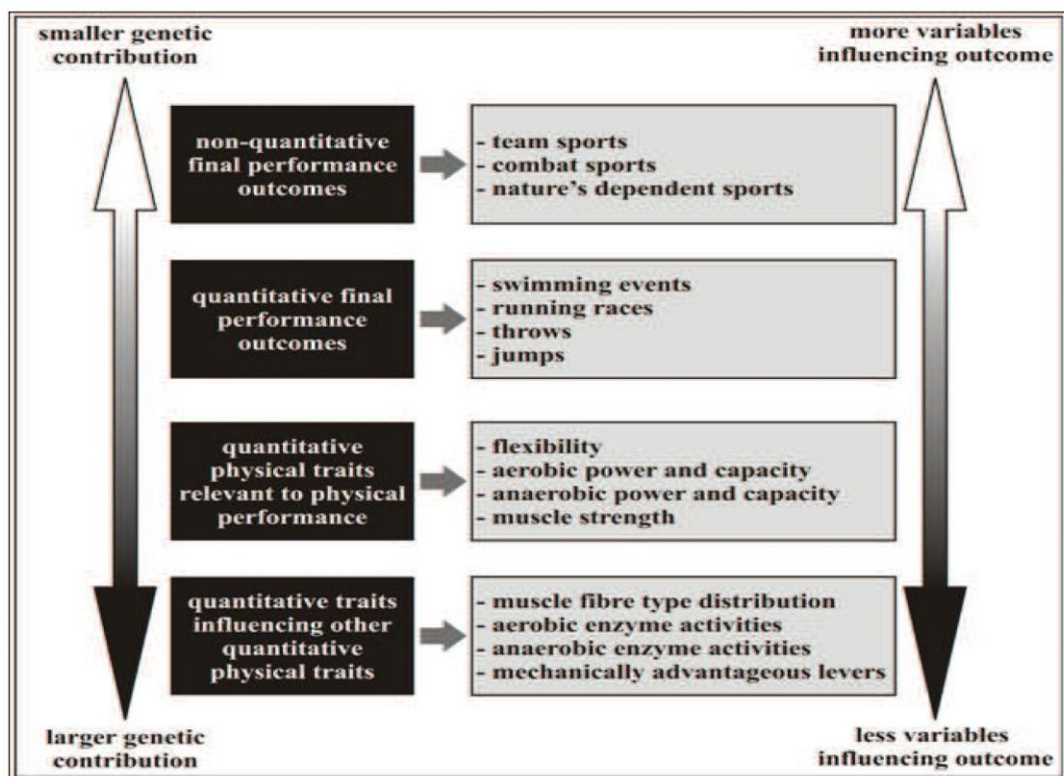 smaller genetic
contribution
more variables
influencing outcome
non-quantitative
final performance
outcomes
- team sports
- combat sports
- nature's dependent sports
quantitative final
performance
outcomes
- swimming events
- running races
- throws
- jumps
quantitative
physical traits
relevant to physical
performance
- flexibility
- aerobic power and capacity
- anaerobic power and capacity
- muscle strength
quantitative traits
influencing other
quantitative
physical traits
- muscle fibre type distribution
- aerobic enzyme activities
- anaerobic enzyme activities
- mechanically advantageous levers
larger genetic
contribution
less variables
influencing outcome